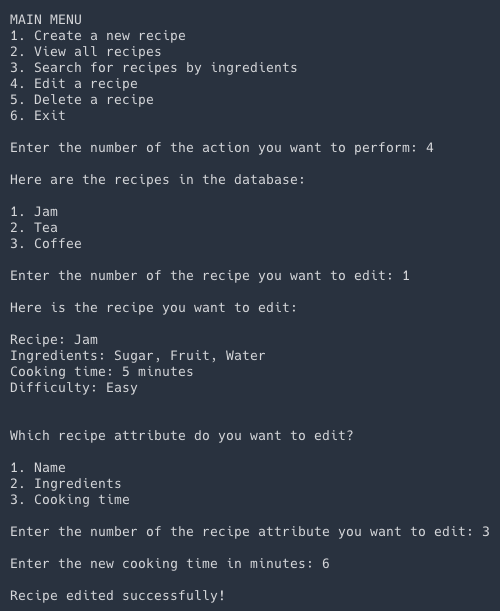 MAIN MENU
1. Create a new recipe
2. View all recipes
3. Search for recipes by ingredients
4. Edit a recipe
5. Delete a recipe
6. Exit
Enter the number of the action you want to perform: 4
Here are the recipes in the database:
1. Jam
2. Tea
3. Coffee
Enter the number of the recipe you want to edit: 1
Here is the recipe you want to edit:
Recipe: Jam
Ingredients: Sugar, Fruit, Water
Cooking time: 5 minutes
Difficulty: Easy
Which recipe attribute do you want to edit?
1. Name
2. Ingredients
3. Cooking time
Enter the number of the recipe attribute you want to edit: 3
Enter the new cooking time in minutes: 6
Recipe edited successfully!